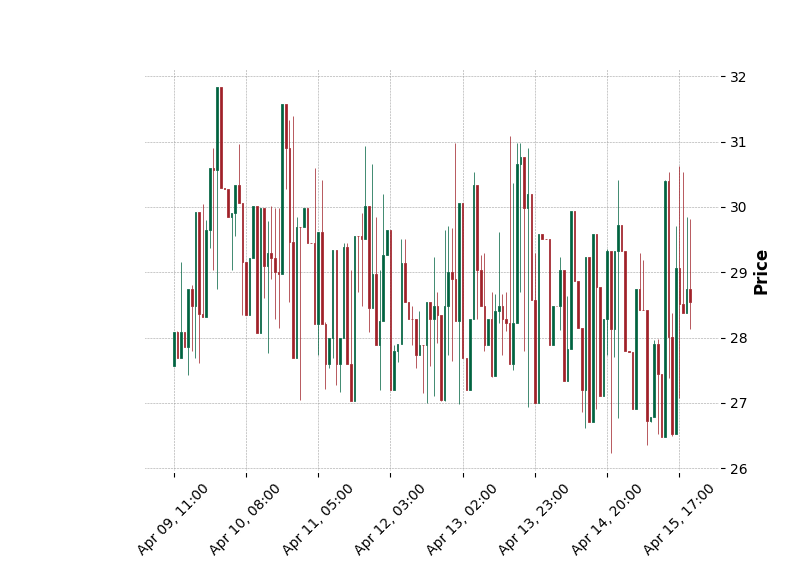 32
31
30
29
28
27
26
Price
Apr 09, 11:00
Apr 10, 08:00
Apr 11, 05:00
Apr 12, 03:00
Apr 13, 02:00
Apr 13, 23:00
Apr 14, 20:00
Apr 15, 17:00